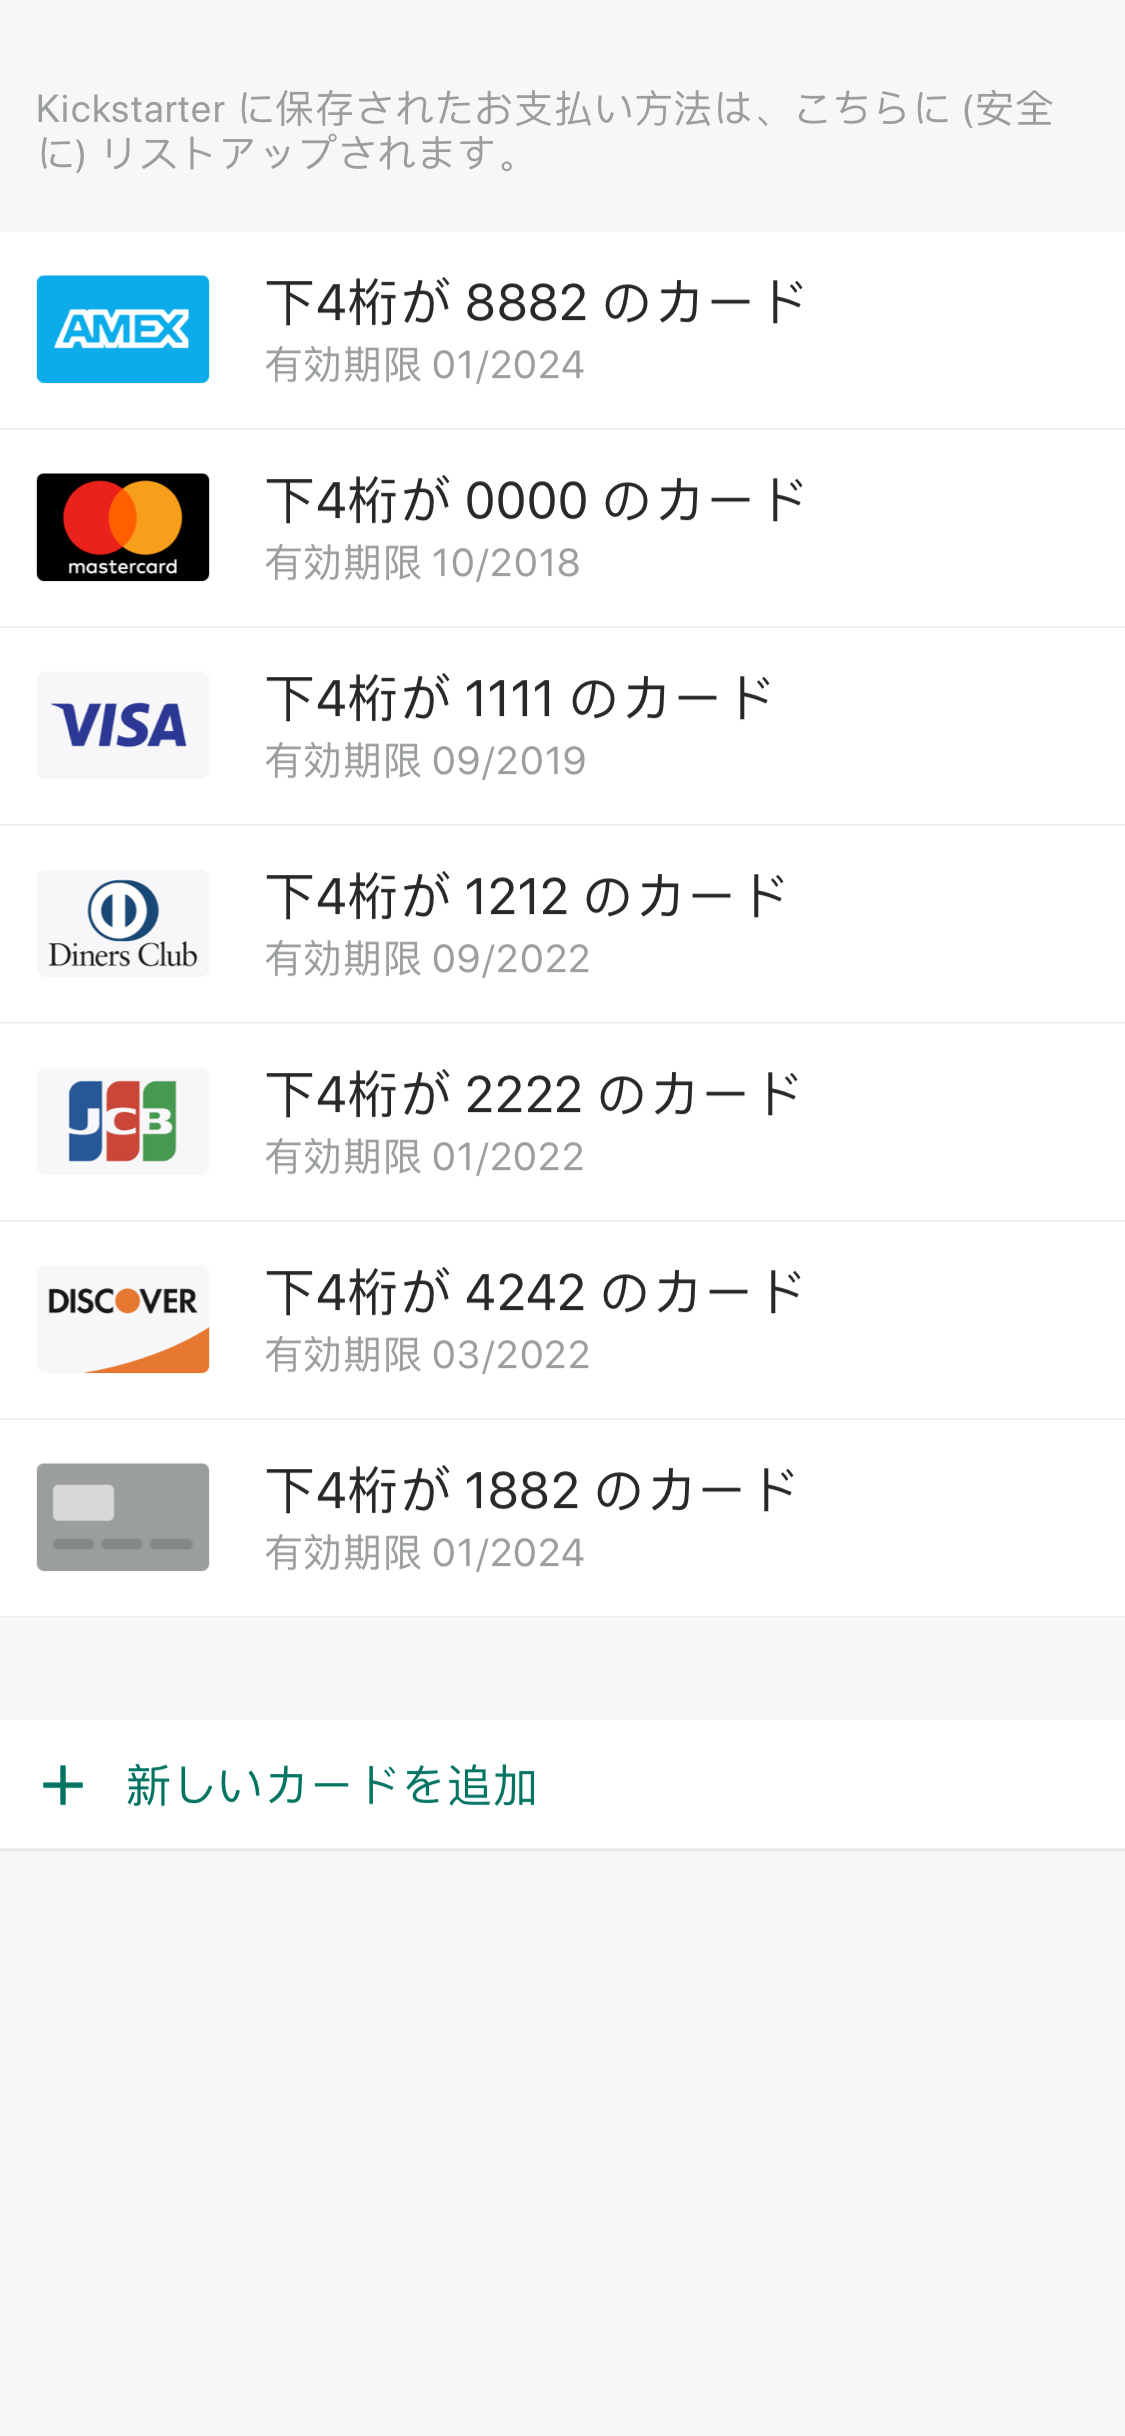 Kickstarter に保存されたお支払い方法は、こちらに (安全
に) リストアップされます。
AMEX
下4桁が 8882 のカード
有効期限 01/2024
mastercard
下4桁が 0000 のカード
有効期限 10/2018
VISA
下4桁が 1111 のカード
有効期限 09/2019
Diners Club
下4桁が 1212 のカード
有効期限 09/2022
JCB
下4桁が 2222 のカード
有効期限 01/2022
DISCOVER
下4桁が 4242 のカード
有効期限 03/2022
下4桁が 1882 のカード
有効期限 01/2024
+ 新しいカードを追加